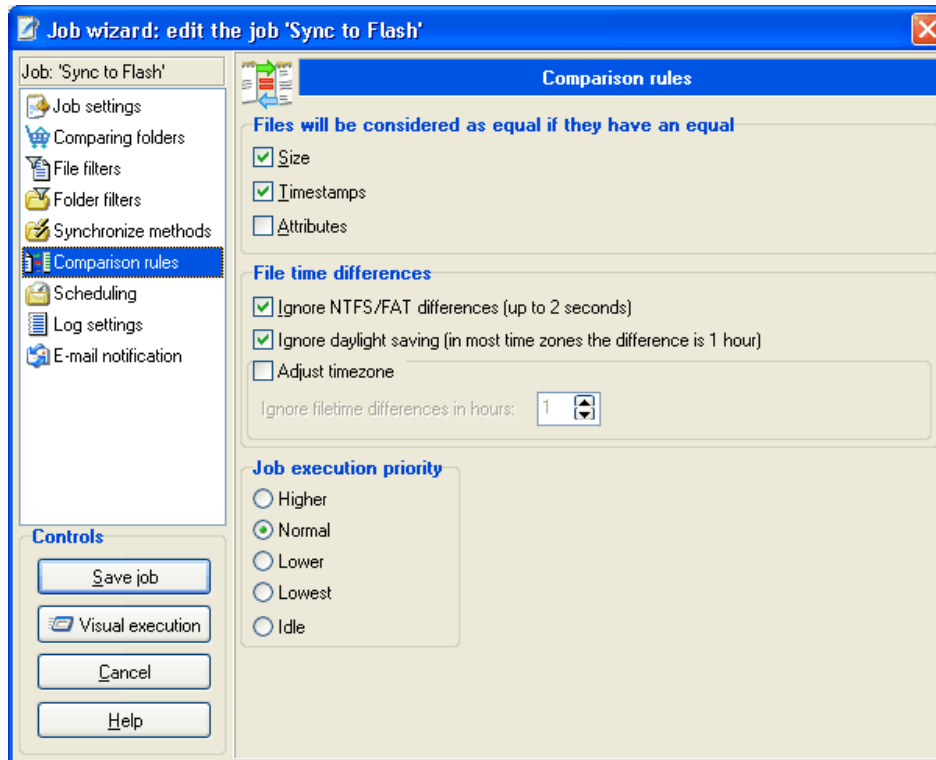 Job wizard: edit the job 'Sync to Flash'
Job: 'Sync to Flash'
Job settings
Comparing folders
File filters
Folder filters
Synchronize methods
Comparison rules
Scheduling
Log settings
E-mail notification
Controls
Save job
Visual execution
Cancel
Help
Comparison rules
Files will be considered as equal if they have an equal
Size
Timestamps
Attributes
File time differences
Ignore NTFS/FAT differences (up to 2 seconds)
Ignore daylight saving (in most time zones the difference is 1 hour)
Adjust timezone
Ignore filetime differences in hours: 1
Job execution priority
Higher
Normal
Lower
Lowest
Idle